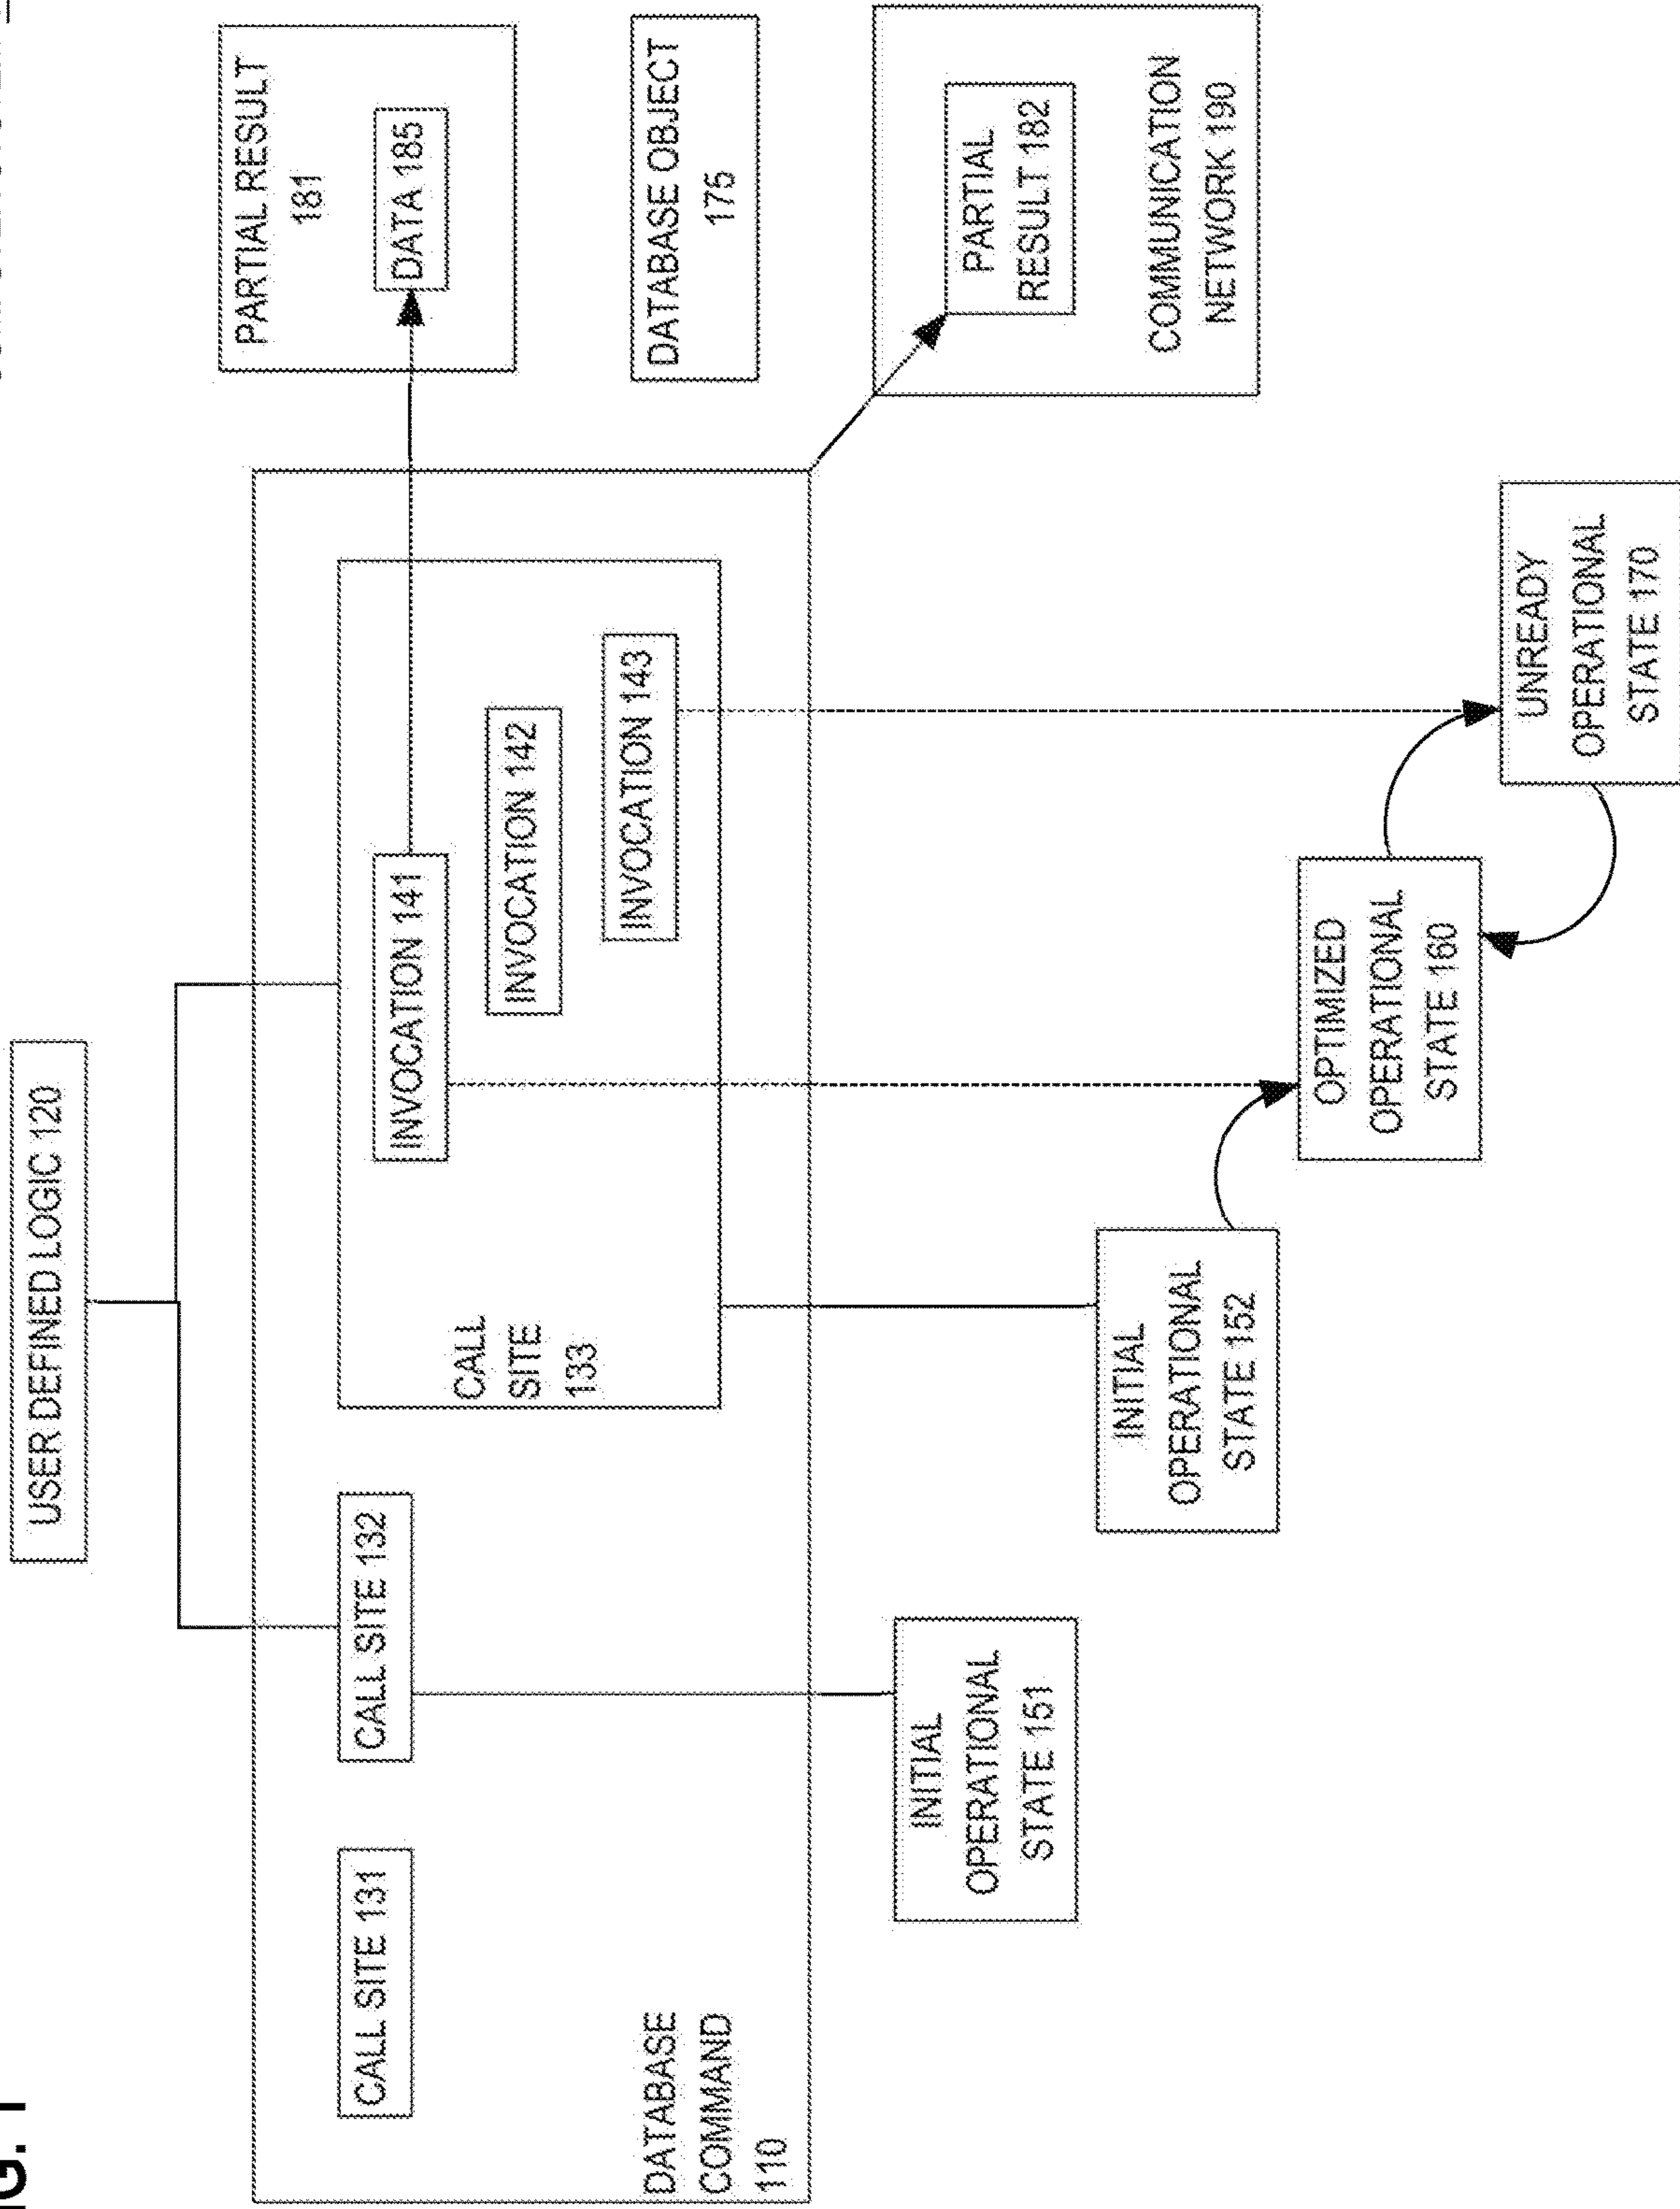 FIG. 1
USER DEFINED LOGIC 120
CALL SITE 131
CALL SITE 132
CALL
SITE
133
INVOCATION 141
INVOCATION 142
INVOCATION 143
DATABASE
COMMAND
110
PARTIAL RESULT
181
DATA 185
DATABASE OBJECT
175
PARTIAL
RESULT 182
COMMUNICATION
NETWORK 190
INITIAL
OPERATIONAL
STATE 151
INITIAL
OPERATIONAL
STATE 152
OPTIMIZED
OPERATIONAL
STATE 160
UNREADY
OPERATIONAL
STATE 170